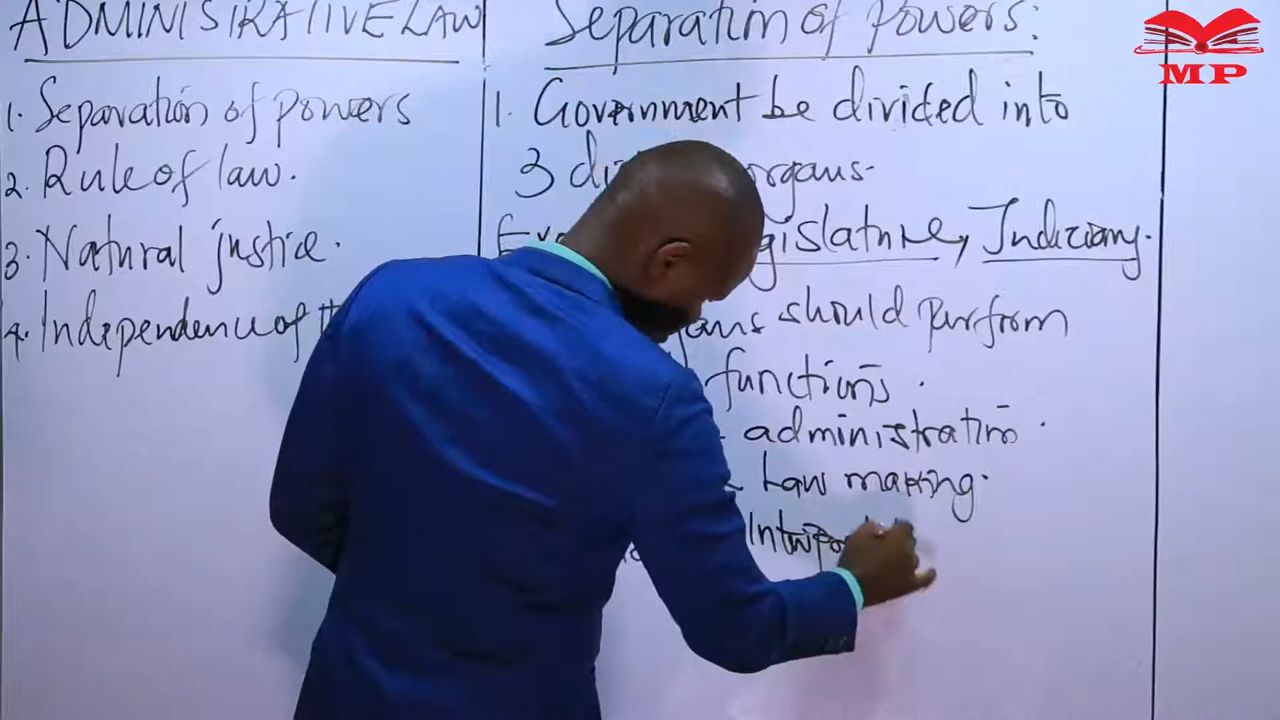 ADMINISTRATIVE LAW
1. Separation of powers
2. Rule of law.
3. Natural justice.
4. Independence of
Separation of Powers:
1. Government be divided into
3 organs.
Legislature, Judiciary.
should perform
functions.
- administration.
- Law making.
MP